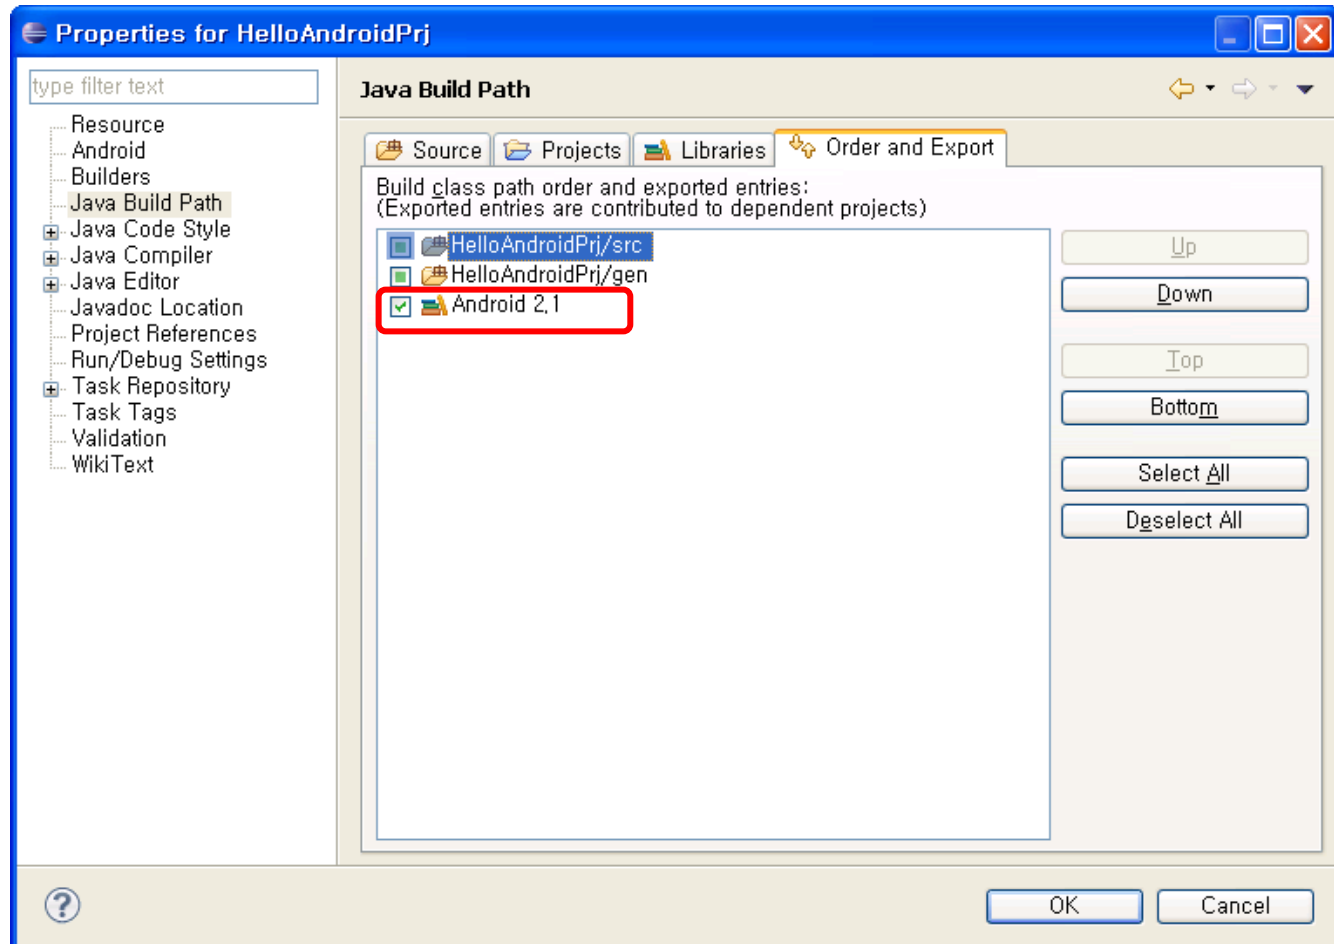 Properties for HelloAndroidPrj
type filter text
Resource
Android
Builders
Java Build Path
Java Code Style
Java Compiler
Java Editor
Javadoc Location
Project References
Run/Debug Settings
Task Repository
Task Tags
Validation
WikiText
Java Build Path
Source
Projects
Libraries
Order and Export
Build class path order and exported entries:
(Exported entries are contributed to dependent projects)
HelloAndroidPrj/src
HelloAndroidPrj/gen
Android 2.1
Up
Down
Top
Bottom
Select All
Deselect All
?
OK
Cancel